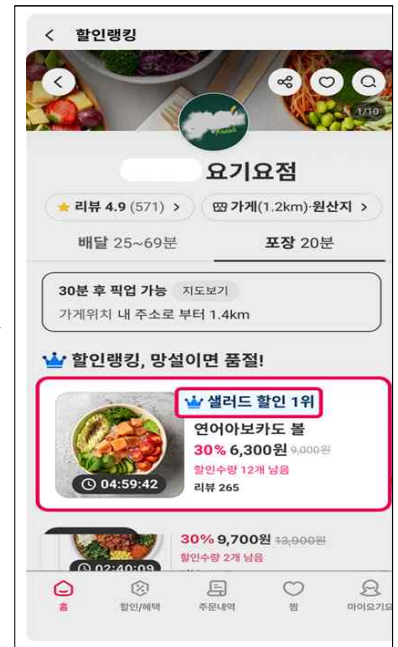 할인랭킹
1/10
요기요점
리뷰 4.9 (571) >
가게(1.2km)·원산지 >
배달 25~69분
포장 20분
30분 후 픽업 가능 지도보기
가게위치 내 주소로 부터 1.4km
할인랭킹, 망설이면 품절!
샐러드 할인 1위
연어아보카도 볼
30% 6,300원 9,000원
할인수량 12개 남음
04:59:42
리뷰 265
30% 9,700원 13,900원
할인수량 2개 남음
02:40:09
홈
할인/혜택
주문내역
찜
마이요기요